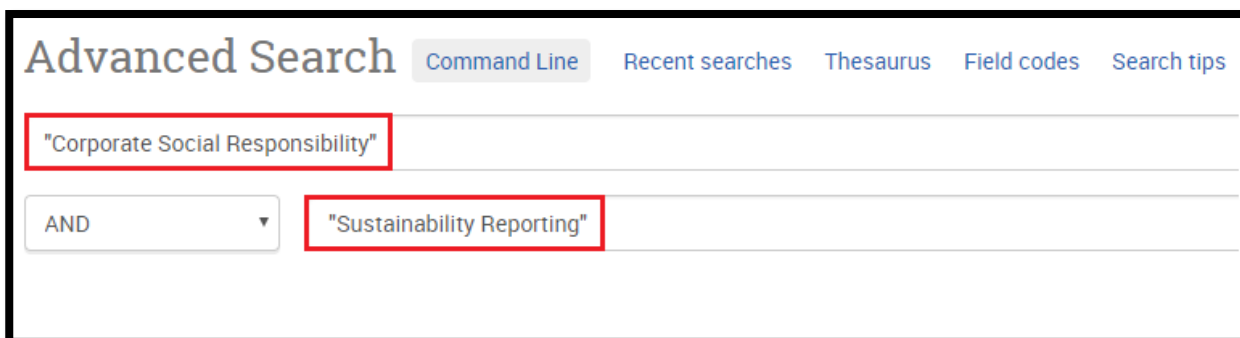 Advanced Search Command Line Recent searches Thesaurus Field codes Search tips
"Corporate Social Responsibility"
AND "Sustainability Reporting"